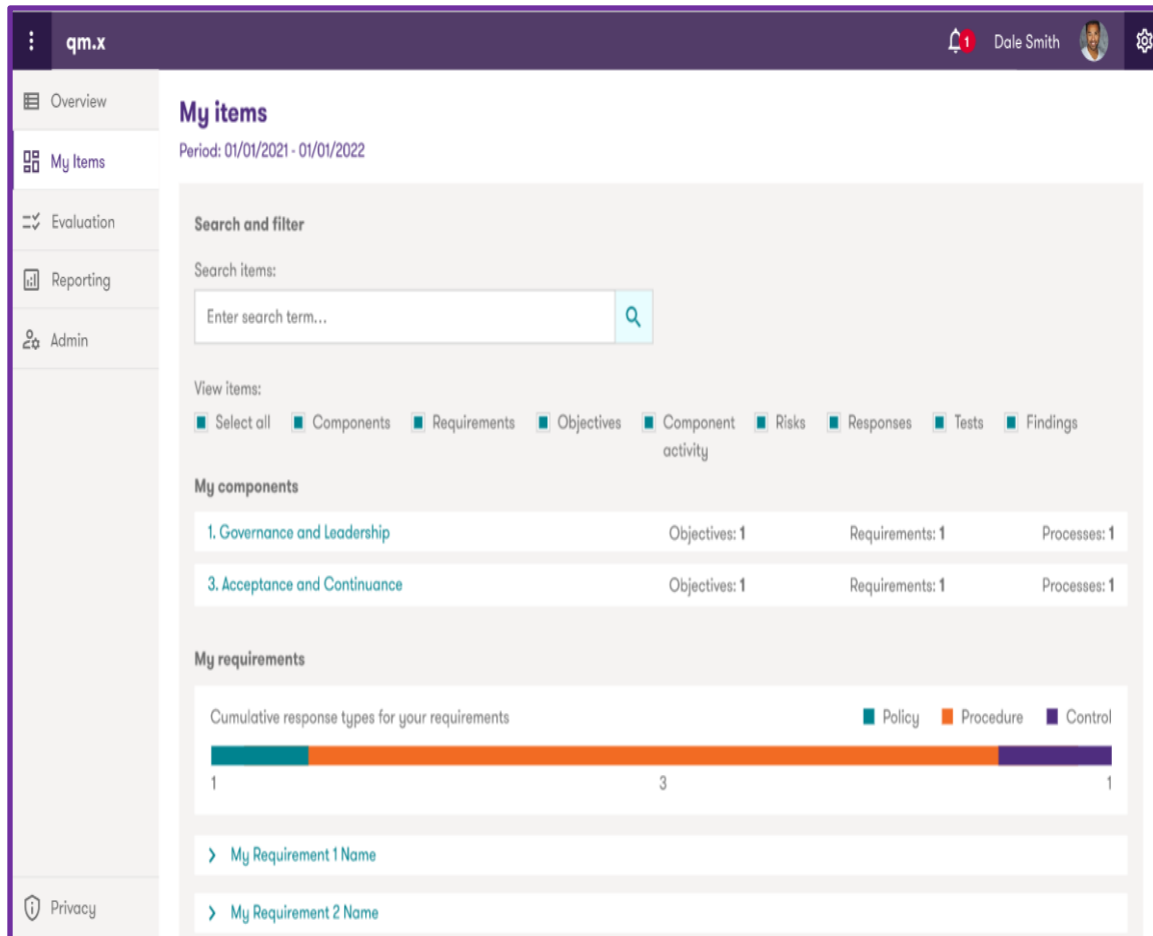 qm.x
1
Dale Smith
Overview
My Items
Evaluation
Reporting
Admin
Privacy
My items
Period: 01/01/2021 - 01/01/2022
Search and filter
Search items:
Enter search term...
View items:
Select all Components Requirements Objectives Component activity Risks Responses Tests Findings
My components
1. Governance and Leadership Objectives: 1 Requirements: 1 Processes: 1
3. Acceptance and Continuance Objectives: 1 Requirements: 1 Processes: 1
My requirements
Cumulative response types for your requirements Policy Procedure Control
1 3 1
My Requirement 1 Name
My Requirement 2 Name